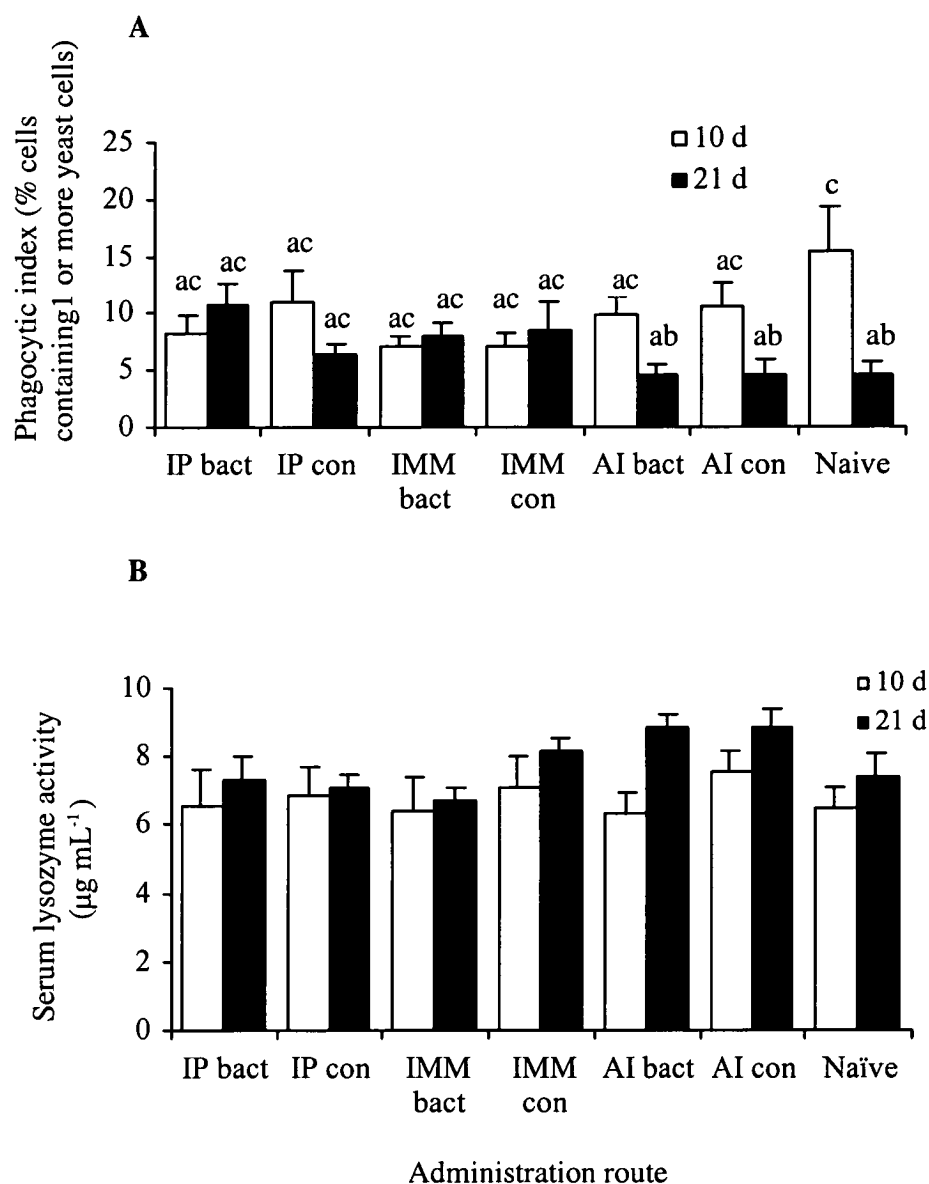 A
Phagocytic index (% cells
containing1 or more yeast cells)
25
20
15
10
5
0
10 d
21 d
ac
ac
ac
ac
ac
ac
ac
ac
ac
ab
ac
ab
c
ab
IP bact
IP con
IMM
bact
IMM
con
AI bact
AI con
Naive
B
Serum lysozyme activity
(µg mL⁻¹)
10
8
6
4
2
0
10 d
21 d
IP bact
IP con
IMM
bact
IMM
con
AI bact
AI con
Naïve
Administration route